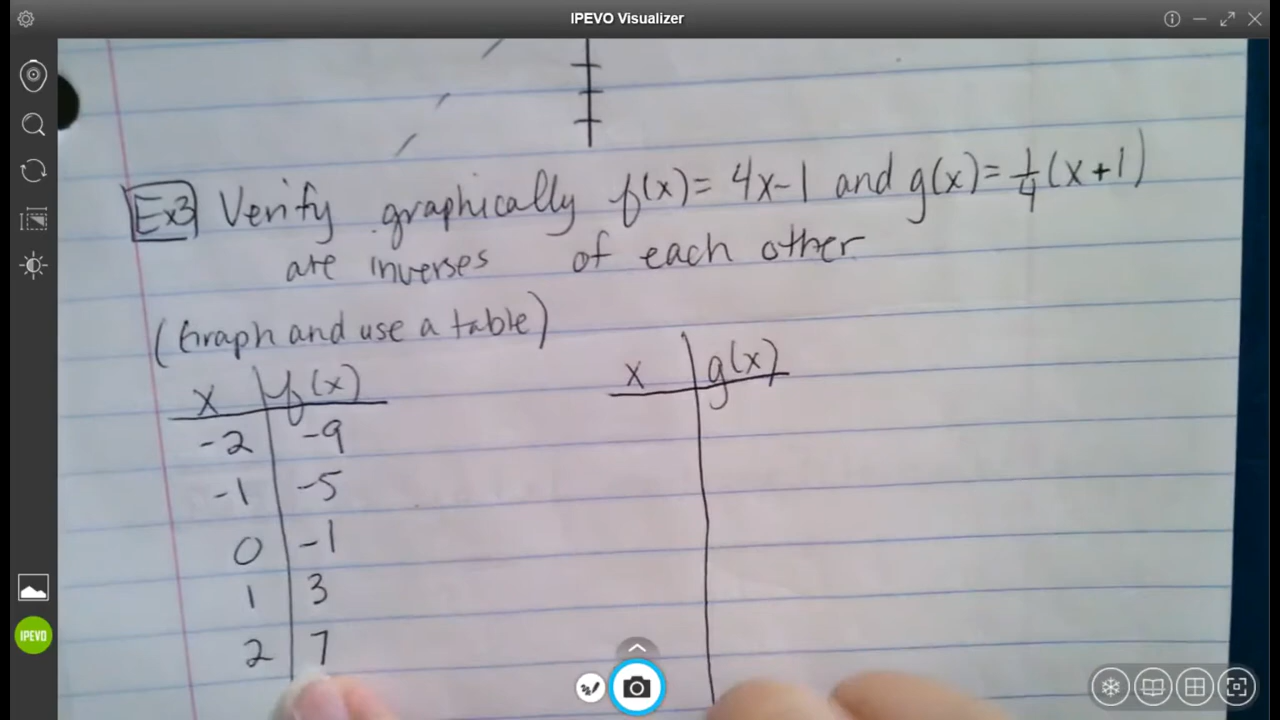 IPEVO Visualizer
Ex3 Verify graphically f(x) = 4x-1 and g(x) = 1/4 (x+1)
are inverses of each other
(Graph and use a table)
x f(x)
-2 -9
-1 -5
0 -1
1 3
2 7
x g(x)
IPEVO